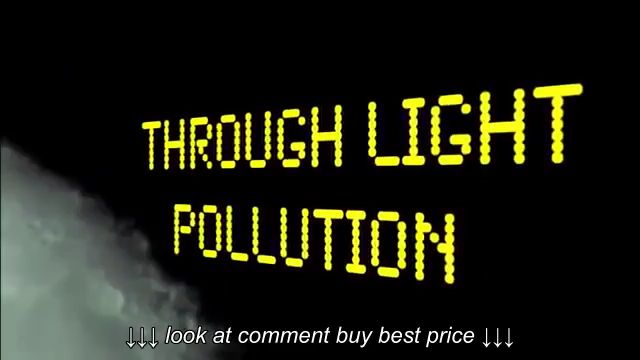 THROUGH LIGHT
POLLUTION
↓↓↓ look at comment buy best price ↓↓↓